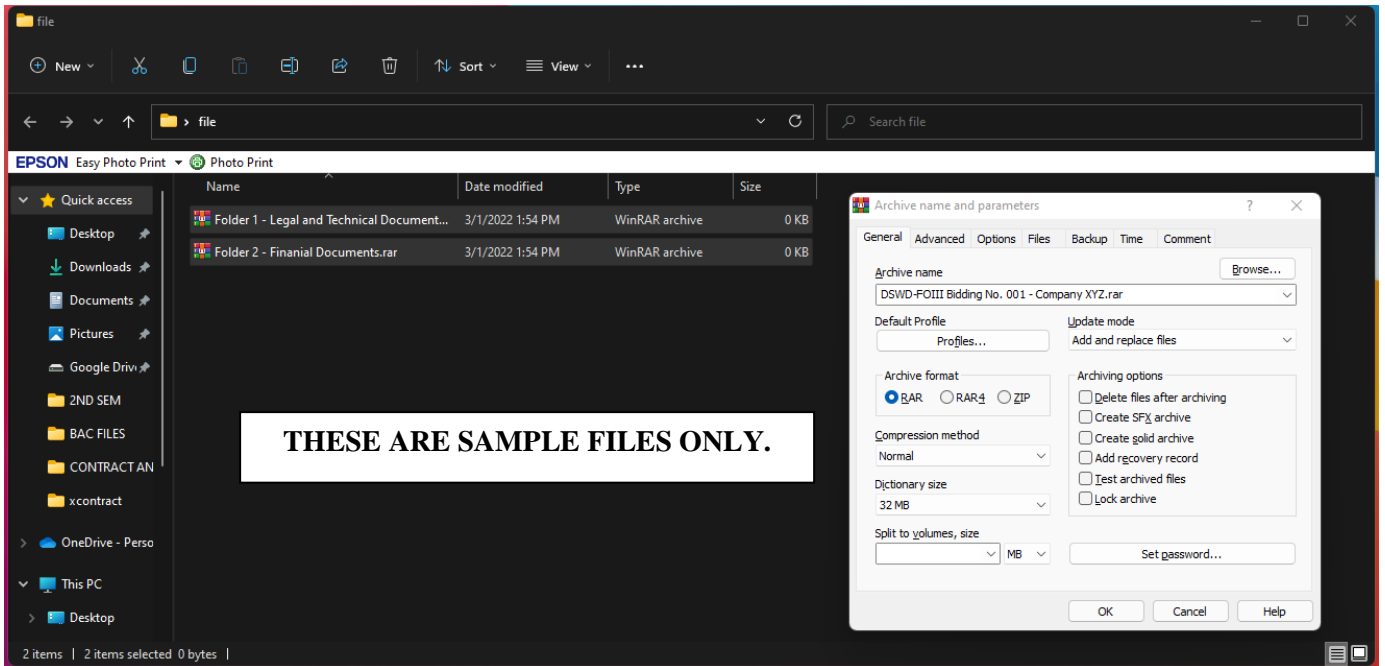 file
New
Sort
View
file
Search file
EPSON Easy Photo Print Photo Print
Name Date modified Type Size
Quick access
Desktop
Downloads
Documents
Pictures
Google Driv
2ND SEM
BAC FILES
CONTRACT AN
xcontract
OneDrive - Perso
This PC
Desktop
Folder 1 - Legal and Technical Document... 3/1/2022 1:54 PM WinRAR archive 0 KB
Folder 2 - Finanial Documents.rar 3/1/2022 1:54 PM WinRAR archive 0 KB
THESE ARE SAMPLE FILES ONLY.
Archive name and parameters ?
General Advanced Options Files Backup Time Comment
Archive name
Browse...
DSWD-FOIII Bidding No. 001 - Company XYZ.rar
Default Profile
Profiles...
Update mode
Add and replace files
Archive format
RAR RAR4 ZIP
Compression method
Normal
Dictionary size
32 MB
Split to volumes, size
MB
Archiving options
Delete files after archiving
Create SFX archive
Create solid archive
Add recovery record
Test archived files
Lock archive
Set password...
OK Cancel Help
2 items 2 items selected 0 bytes